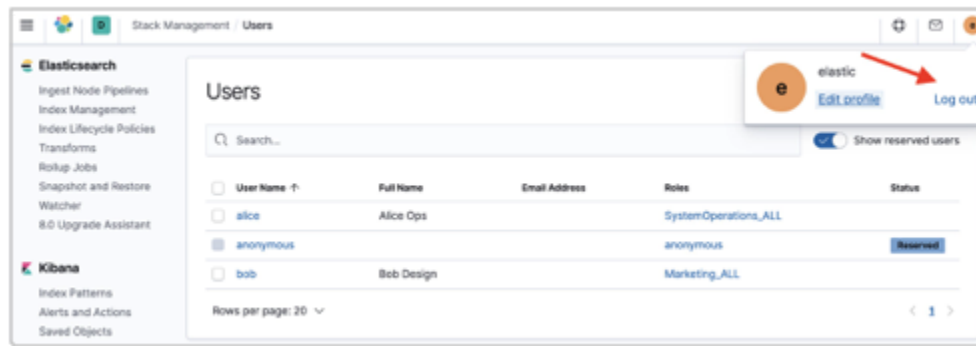 D Stack Management / Users e
Elasticsearch
Ingest Node Pipelines
Index Management
Index Lifecycle Policies
Transforms
Rollup Jobs
Snapshot and Restore
Watcher
8.0 Upgrade Assistant
Kibana
Index Patterns
Alerts and Actions
Saved Objects
Users
e
elastic
Edit profile Log out
Search...
Show reserved users
User Name ↑ Full Name Email Address Roles Status
alice Alice Ops SystemOperations_ALL
anonymous anonymous Reserved
bob Bob Design Marketing_ALL
Rows per page: 20
< 1 >